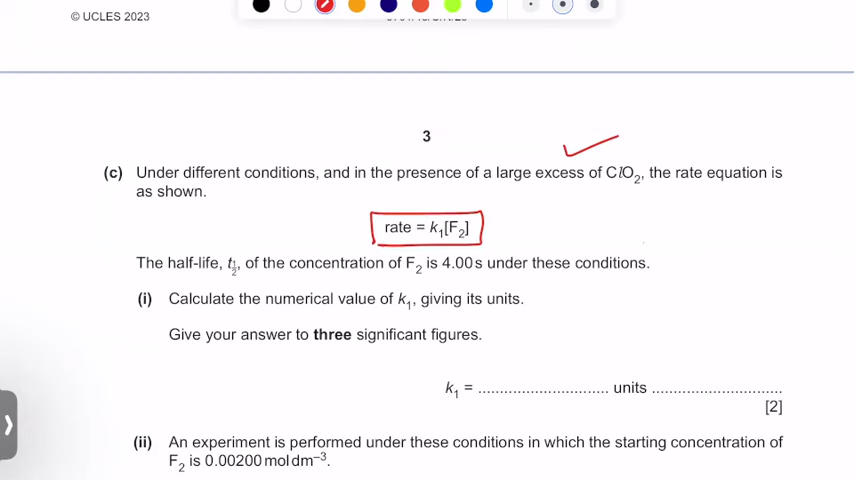 © UCLES 2023
3
(c) Under different conditions, and in the presence of a large excess of ClO₂, the rate equation is
as shown.
rate = k₁[F₂]
The half-life, t½, of the concentration of F₂ is 4.00 s under these conditions.
(i) Calculate the numerical value of k₁, giving its units.
Give your answer to three significant figures.
k₁ = .............................. units ..............................
[2]
(ii) An experiment is performed under these conditions in which the starting concentration of
F₂ is 0.00200 mol dm⁻³.